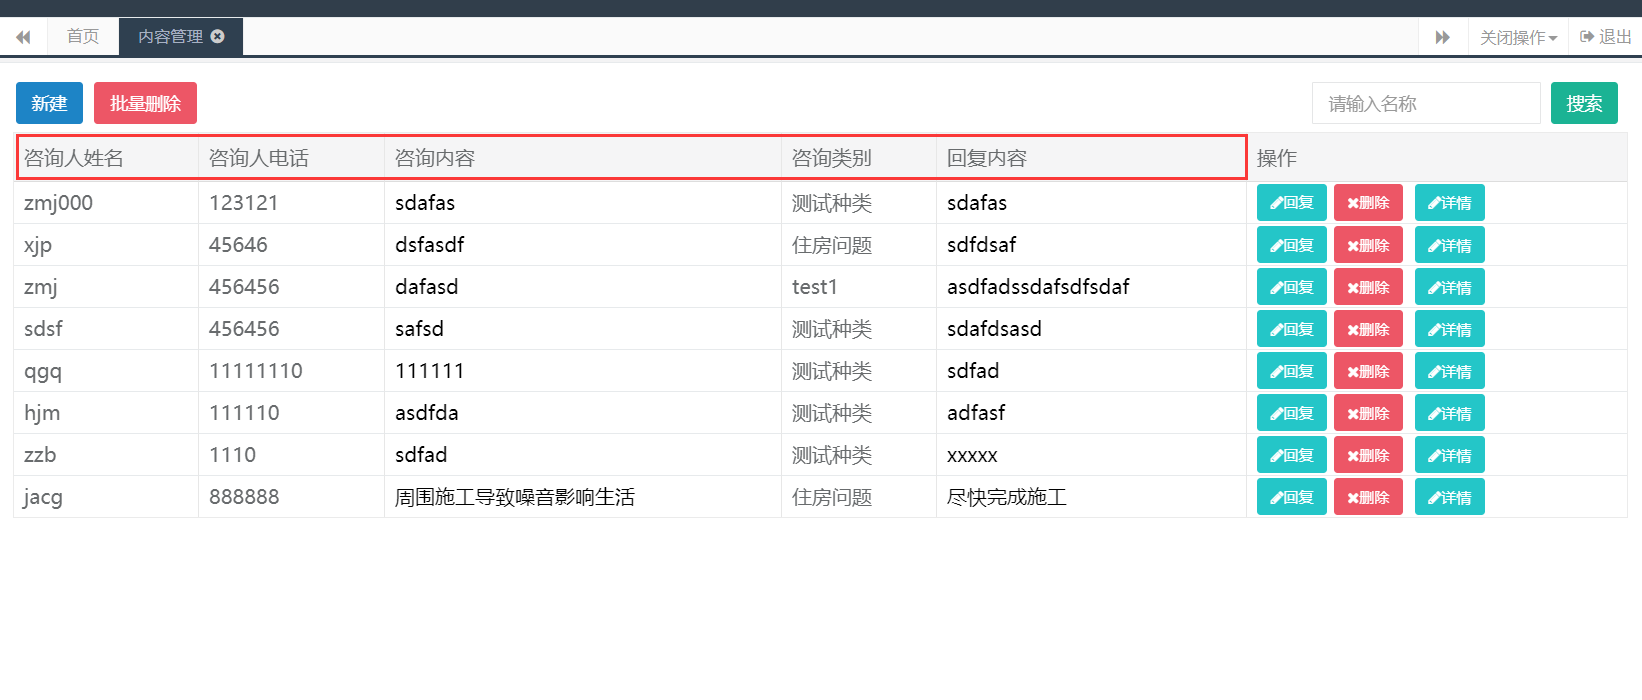 首页 内容管理 关闭操作 退出
新建 批量删除 请输入名称 搜索
咨询人姓名 咨询人电话 咨询内容 咨询类别 回复内容 操作
zmj000 123121 sdafas 测试种类 sdafas 回复 删除 详情
xjp 45646 dsfasdf 住房问题 sdfdsaf 回复 删除 详情
zmj 456456 dafasd test1 asdfadssdafsdfsdaf 回复 删除 详情
sdsf 456456 safsd 测试种类 sdafdsasd 回复 删除 详情
qgq 11111110 111111 测试种类 sdfad 回复 删除 详情
hjm 111110 asdfda 测试种类 adfasf 回复 删除 详情
zzb 1110 sdfad 测试种类 xxxxx 回复 删除 详情
jacg 888888 周围施工导致噪音影响生活 住房问题 尽快完成施工 回复 删除 详情